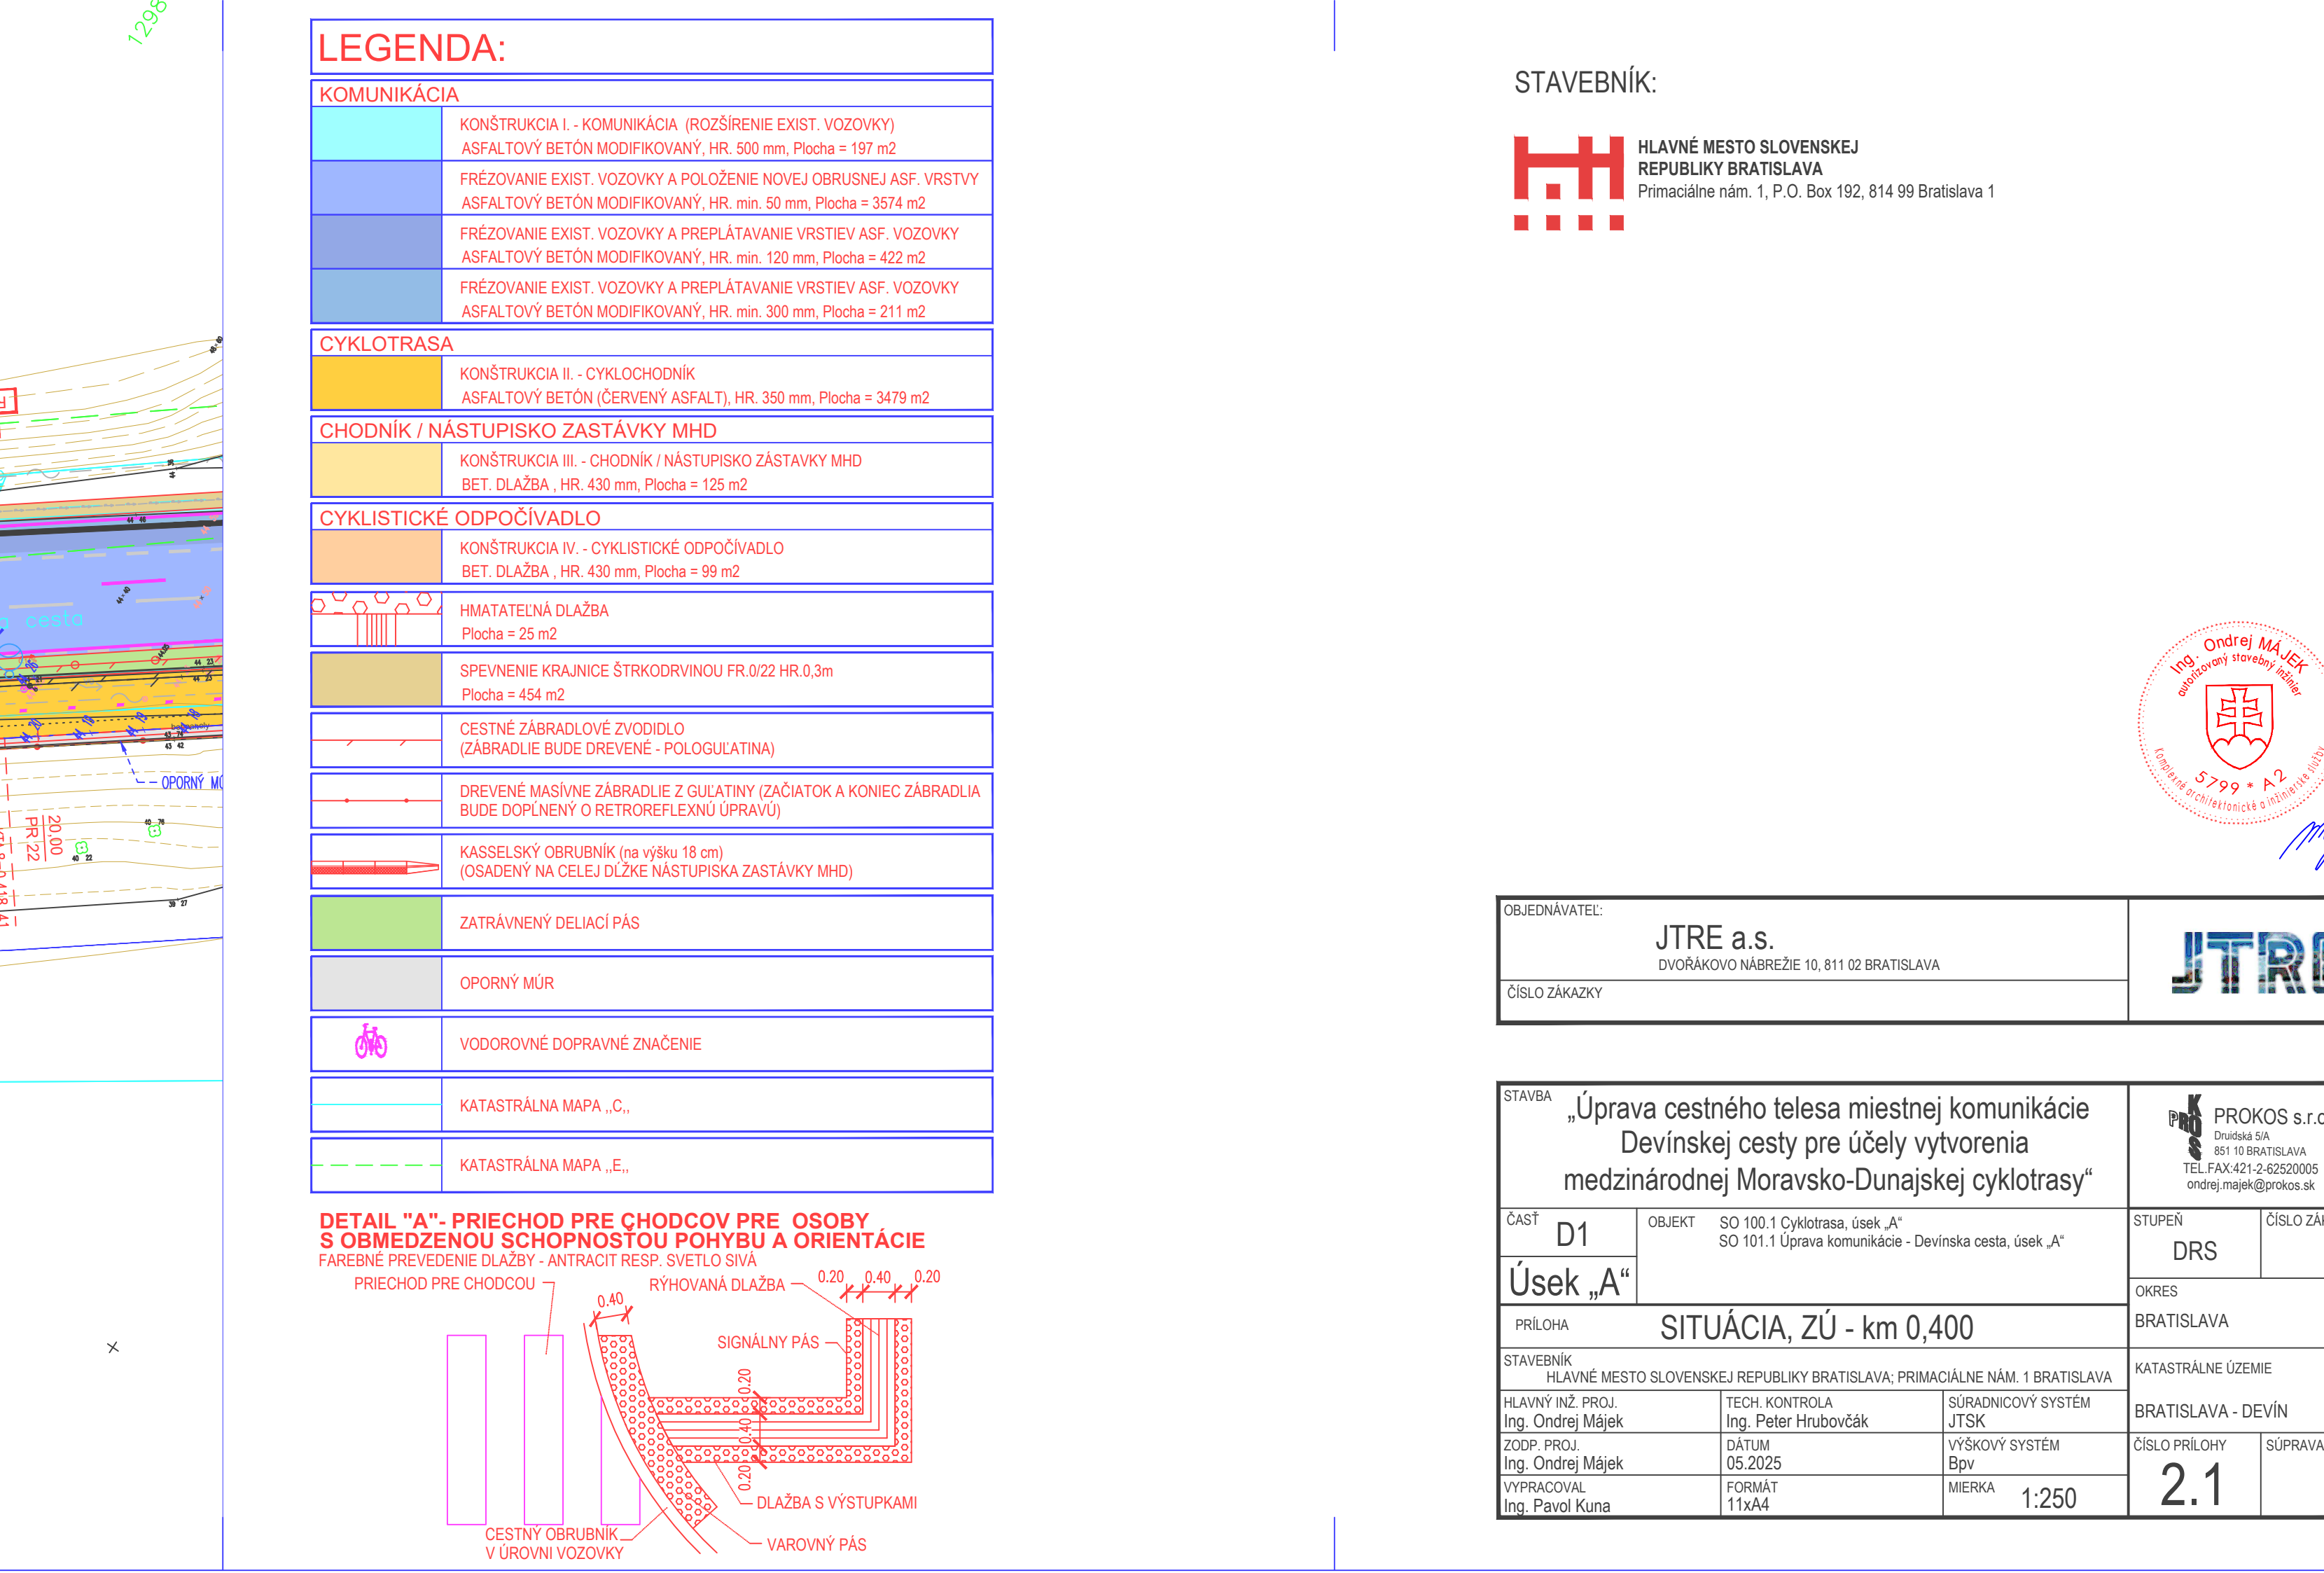 1298
cesta
OPORNÝ
20,00
PR 22
LEGENDA:
KOMUNIKÁCIA
KONŠTRUKCIA I. - KOMUNIKÁCIA (ROZŠÍRENIE EXIST. VOZOVKY)
ASFALTOVÝ BETÓN MODIFIKOVANÝ, HR. 500 mm, Plocha = 197 m2
FRÉZOVANIE EXIST. VOZOVKY A POLOŽENIE NOVEJ OBRUSNEJ ASF. VRSTVY
ASFALTOVÝ BETÓN MODIFIKOVANÝ, HR. min. 50 mm, Plocha = 3574 m2
FRÉZOVANIE EXIST. VOZOVKY A PREPLÁTAVANIE VRSTIEV ASF. VOZOVKY
ASFALTOVÝ BETÓN MODIFIKOVANÝ, HR. min. 120 mm, Plocha = 422 m2
FRÉZOVANIE EXIST. VOZOVKY A PREPLÁTAVANIE VRSTIEV ASF. VOZOVKY
ASFALTOVÝ BETÓN MODIFIKOVANÝ, HR. min. 300 mm, Plocha = 211 m2
CYKLOTRASA
KONŠTRUKCIA II. - CYKLOCHODNÍK
ASFALTOVÝ BETÓN (ČERVENÝ ASFALT), HR. 350 mm, Plocha = 3479 m2
CHODNÍK / NÁSTUPISKO ZASTÁVKY MHD
KONŠTRUKCIA III. - CHODNÍK / NÁSTUPISKO ZÁSTAVKY MHD
BET. DLAŽBA , HR. 430 mm, Plocha = 125 m2
CYKLISTICKÉ ODPOČÍVADLO
KONŠTRUKCIA IV. - CYKLISTICKÉ ODPOČÍVADLO
BET. DLAŽBA , HR. 430 mm, Plocha = 99 m2
HMATATEĽNÁ DLAŽBA
Plocha = 25 m2
SPEVNENIE KRAJNICE ŠTRKODRVINOU FR.0/22 HR.0,3m
Plocha = 454 m2
CESTNÉ ZÁBRADLOVÉ ZVODIDLO
(ZÁBRADLIE BUDE DREVENÉ - POLOGUĽATINA)
DREVENÉ MASÍVNE ZÁBRADLIE Z GUĽATINY (ZAČIATOK A KONIEC ZÁBRADLIA
BUDE DOPĹNENÝ O RETROREFLEXNÚ ÚPRAVÚ)
KASSELSKÝ OBRUBNÍK (na výšku 18 cm)
(OSADENÝ NA CELEJ DĹŽKE NÁSTUPISKA ZASTÁVKY MHD)
ZATRÁVNENÝ DELIACÍ PÁS
OPORNÝ MÚR
VODOROVNÉ DOPRAVNÉ ZNAČENIE
KATASTRÁLNA MAPA ,,C,,
KATASTRÁLNA MAPA ,,E,,
DETAIL "A"- PRIECHOD PRE CHODCOV PRE OSOBY
S OBMEDZENOU SCHOPNOSŤOU POHYBU A ORIENTÁCIE
FAREBNÉ PREVEDENIE DLAŽBY - ANTRACIT RESP. SVETLO SIVÁ
PRIECHOD PRE CHODCOU
RÝHOVANÁ DLAŽBA
0.20 0.40 0.20
0.40
SIGNÁLNY PÁS
0.20
0.40
0.20
DLAŽBA S VÝSTUPKAMI
CESTNÝ OBRUBNÍK
V ÚROVNI VOZOVKY
VAROVNÝ PÁS
STAVEBNÍK:
HLAVNÉ MESTO SLOVENSKEJ
REPUBLIKY BRATISLAVA
Primaciálne nám. 1, P.O. Box 192, 814 99 Bratislava 1
Ing. Ondrej MÁJEK
autorizovaný stavebný inžinier
5799 * A2
Komplexné architektonické a inžinierske služby
OBJEDNÁVATEĽ:
JTRE a.s.
DVOŘÁKOVO NÁBREŽIE 10, 811 02 BRATISLAVA
ČÍSLO ZÁKAZKY
JTRE
STAVBA
„Úprava cestného telesa miestnej komunikácie
Devínskej cesty pre účely vytvorenia
medzinárodnej Moravsko-Dunajskej cyklotrasy“
PROKOS
PROKOS s.r.o
Druidská 5/A
851 10 BRATISLAVA
TEL.FAX:421-2-62520005
ondrej.majek@prokos.sk
ČASŤ
D1
Úsek „A“
OBJEKT
SO 100.1 Cyklotrasa, úsek „A“
SO 101.1 Úprava komunikácie - Devínska cesta, úsek „A“
STUPEŇ
DRS
ČÍSLO
PRÍLOHA
SITUÁCIA, ZÚ - km 0,400
OKRES
BRATISLAVA
STAVEBNÍK
HLAVNÉ MESTO SLOVENSKEJ REPUBLIKY BRATISLAVA; PRIMACIÁLNE NÁM. 1 BRATISLAVA
KATASTRÁLNE ÚZEMIE
BRATISLAVA - DEVÍN
HLAVNÝ INŽ. PROJ.
Ing. Ondrej Májek
TECH. KONTROLA
Ing. Peter Hrubovčák
SÚRADNICOVÝ SYSTÉM
JTSK
ZODP. PROJ.
Ing. Ondrej Májek
DÁTUM
05.2025
VÝŠKOVÝ SYSTÉM
Bpv
VYPRACOVAL
Ing. Pavol Kuna
FORMÁT
11xA4
MIERKA
1:250
ČÍSLO PRÍLOHY
2.1
SÚPRAVA